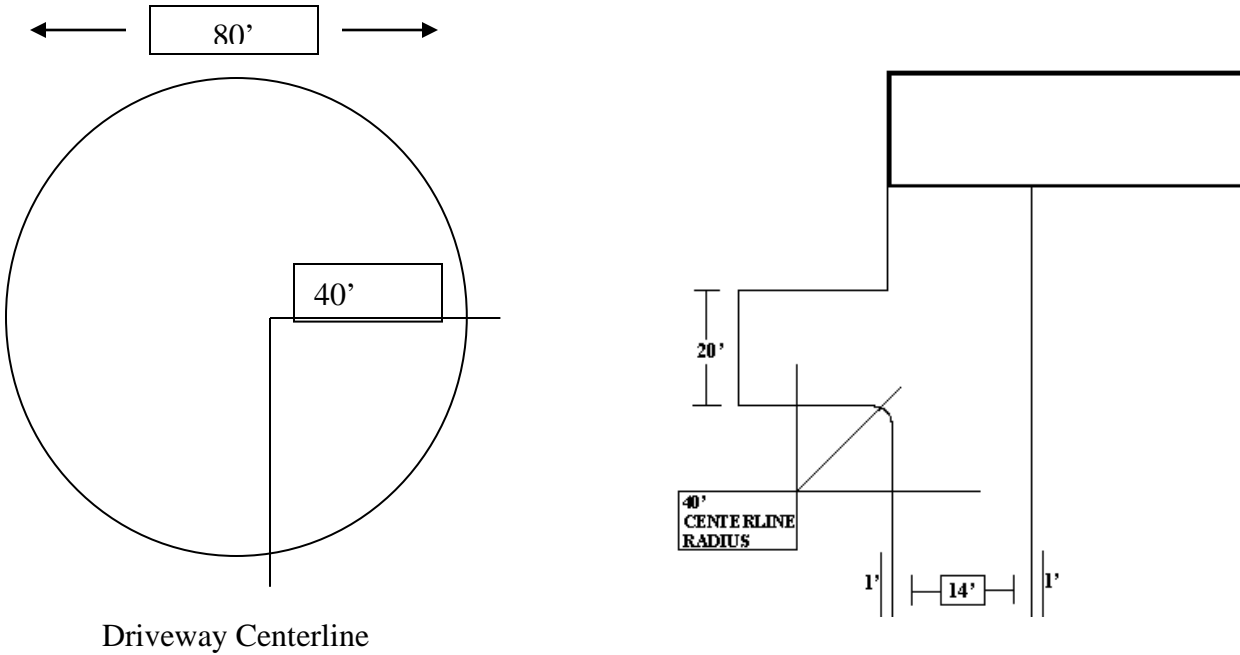 80’
40’
Driveway Centerline
20’
40’
CENTERLINE
RADIUS
1’
14’
1’